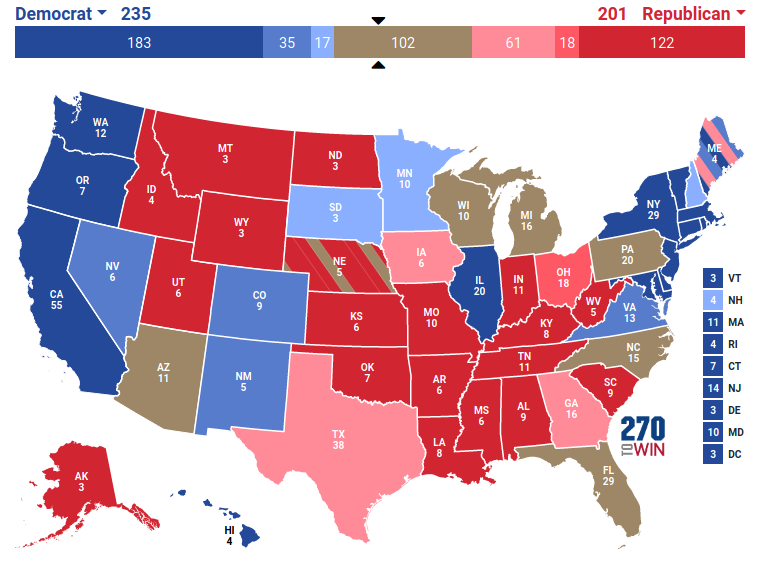 Democrat 235
201 Republican
183 35 17 102 61 18 122
WA
12
OR
7
CA
55
NV
6
ID
4
MT
3
WY
3
UT
6
CO
9
AZ
11
NM
5
ND
3
SD
3
NE
5
KS
6
OK
7
TX
38
MN
10
IA
6
MO
10
AR
6
LA
8
WI
10
IL
20
MI
16
IN
11
OH
18
KY
8
TN
11
MS
6
AL
9
GA
16
FL
29
SC
9
NC
15
VA
13
WV
5
PA
20
NY
29
ME
4
AK
3
HI
4
3 VT
4 NH
11 MA
4 RI
7 CT
14 NJ
3 DE
10 MD
3 DC
270
TO WIN